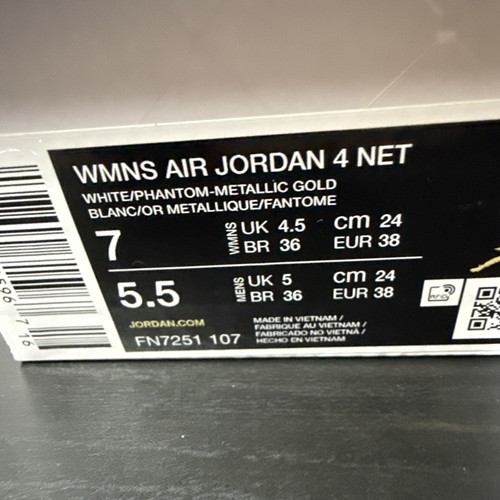 WMNS AIR JORDAN 4 NET
WHITE/PHANTOM-METALLIC GOLD
BLANC/OR METALLIQUE/FANTOME
7
WMNS
UK 4.5 cm 24
BR 36 EUR 38
5.5
MENS
UK 5 cm 24
BR 36 EUR 38
JORDAN.COM
FN7251 107
MADE IN VIETNAM /
FABRIQUE AU VIETNAM /
FABRICADO NO VIETNÃ /
HECHO EN VIETNAM